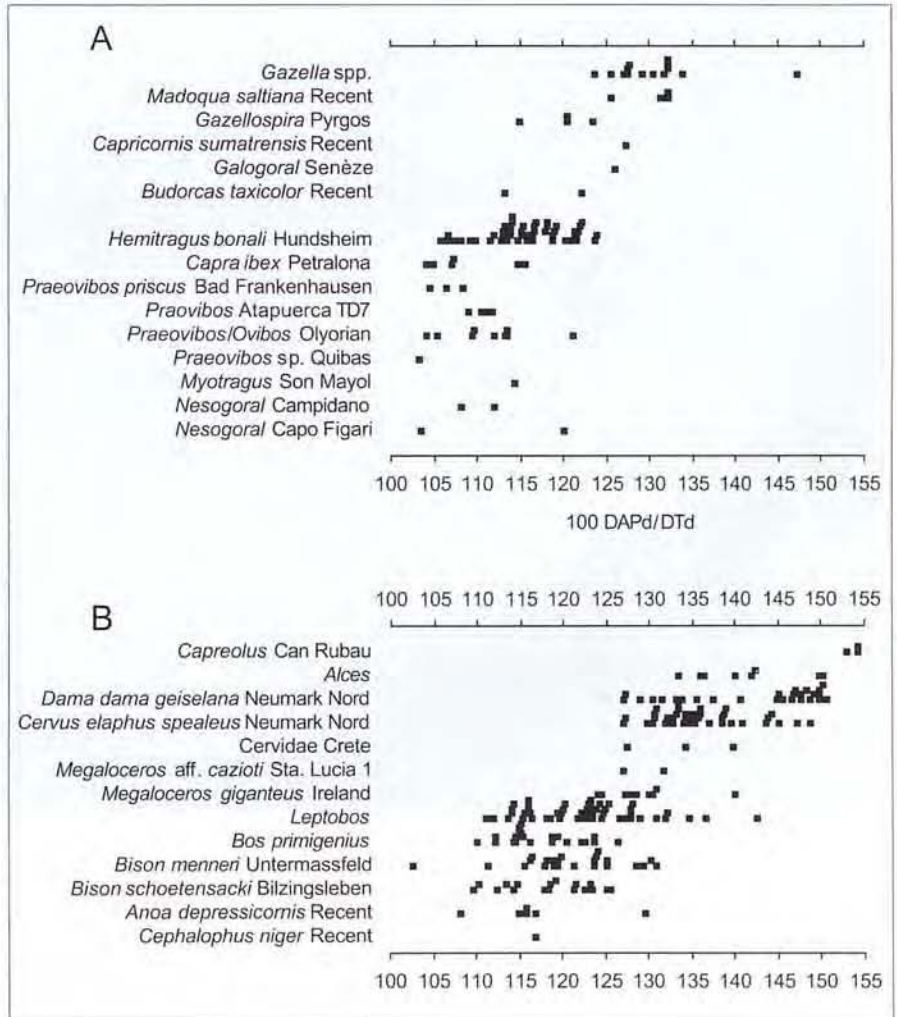 A
Gazella spp.
Madoqua saltiana Recent
Gazellospira Pyrgos
Capricornis sumatrensis Recent
Galogoral Senèze
Budorcas taxicolor Recent
Hemitragus bonali Hundsheim
Capra ibex Petralona
Praeovibos priscus Bad Frankenhausen
Praovibos Atapuerca TD7
Praeovibos/Ovibos Olyorian
Praeovibos sp. Quibas
Myotragus Son Mayol
Nesogoral Campidano
Nesogoral Capo Figari
100 105 110 115 120 125 130 135 140 145 150 155
100 DAPd/DTd
100 105 110 115 120 125 130 135 140 145 150 155
B
Capreolus Can Rubau
Alces
Dama dama geiselana Neumark Nord
Cervus elaphus spealeus Neumark Nord
Cervidae Crete
Megaloceros aff. cazioti Sta. Lucia 1
Megaloceros giganteus Ireland
Leptobos
Bos primigenius
Bison menneri Untermassfeld
Bison schoetensacki Bilzingsleben
Anoa depressicornis Recent
Cephalophus niger Recent
100 105 110 115 120 125 130 135 140 145 150 155